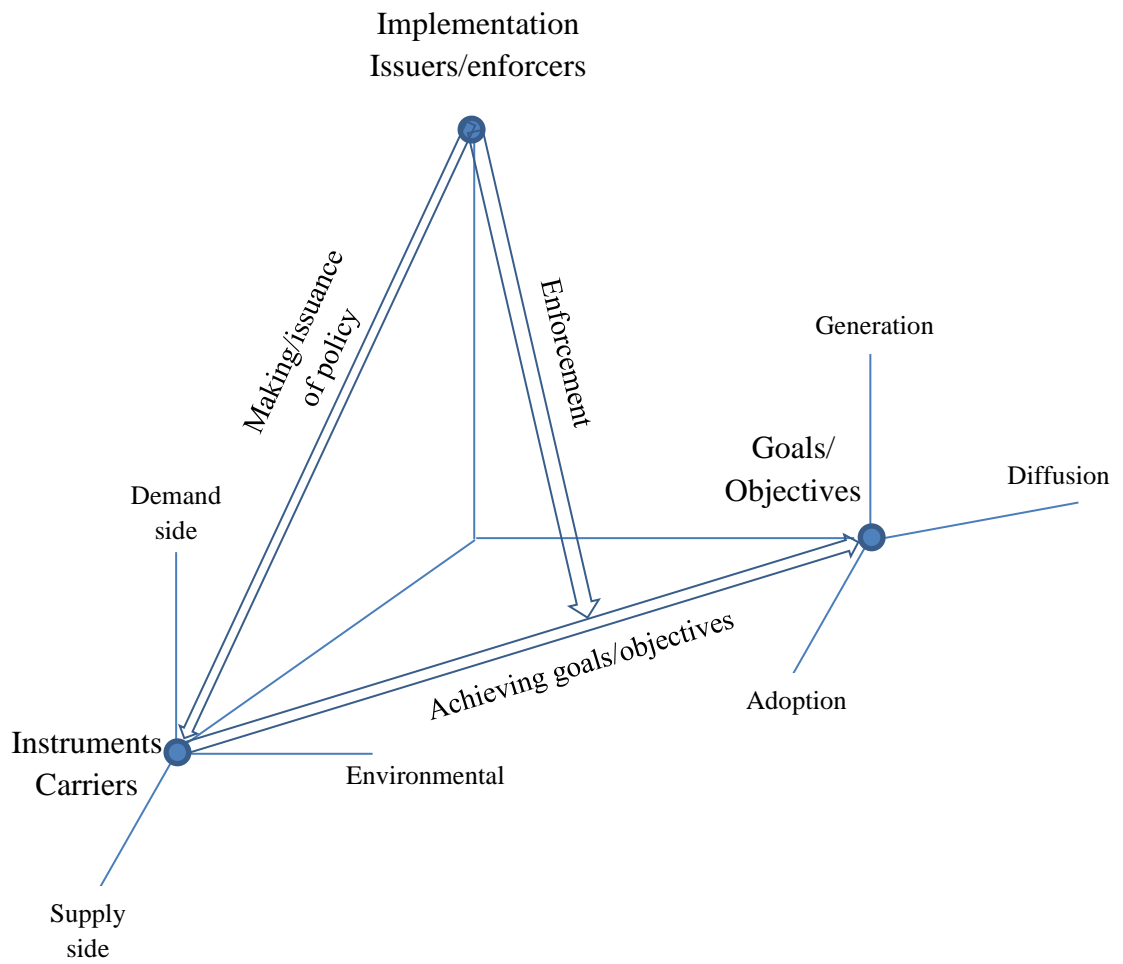 Implementation
Issuers/enforcers
Making/issuance
of policy
Enforcement
Generation
Goals/
Objectives
Diffusion
Demand
side
Achieving goals/objectives
Adoption
Instruments
Carriers
Environmental
Supply
side